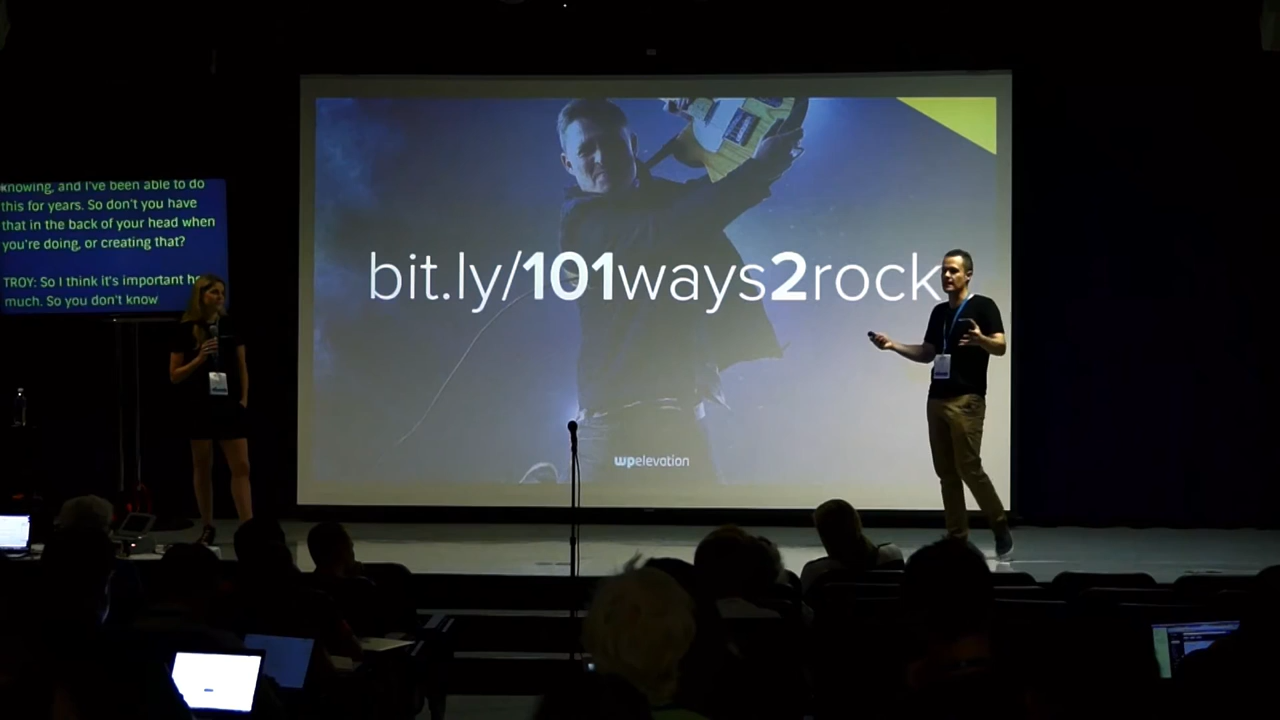 knowing, and I've been able to do
this for years. So don't you have
that in the back of your head when
you're doing, or creating that?
TROY: So I think it's important
much. So you don't know
bit.ly/101ways2rock
wpelevation